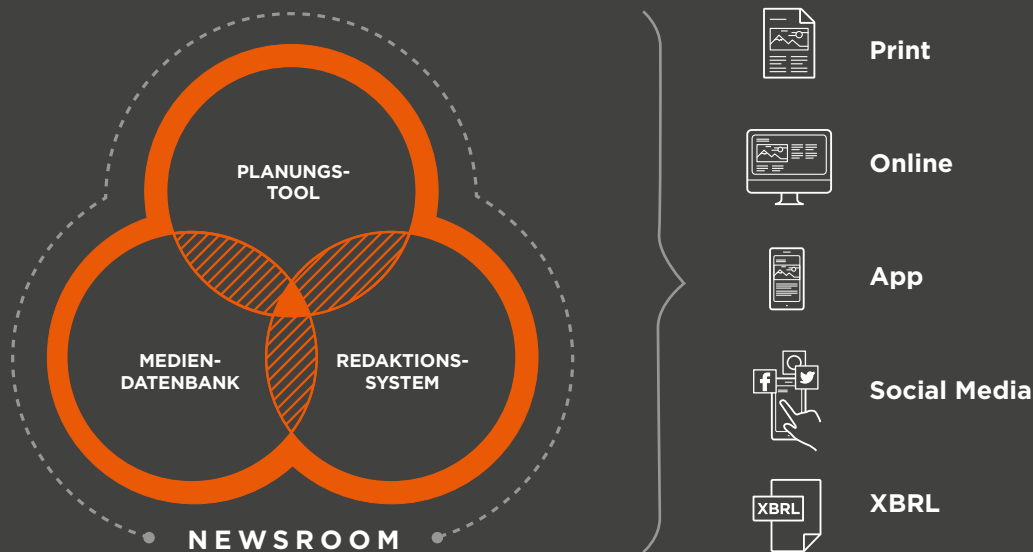 PLANUNGS-
TOOL
MEDIEN-
DATENBANK
REDAKTIONS-
SYSTEM
NEWSROOM
Print
Online
App
Social Media
XBRL
XBRL